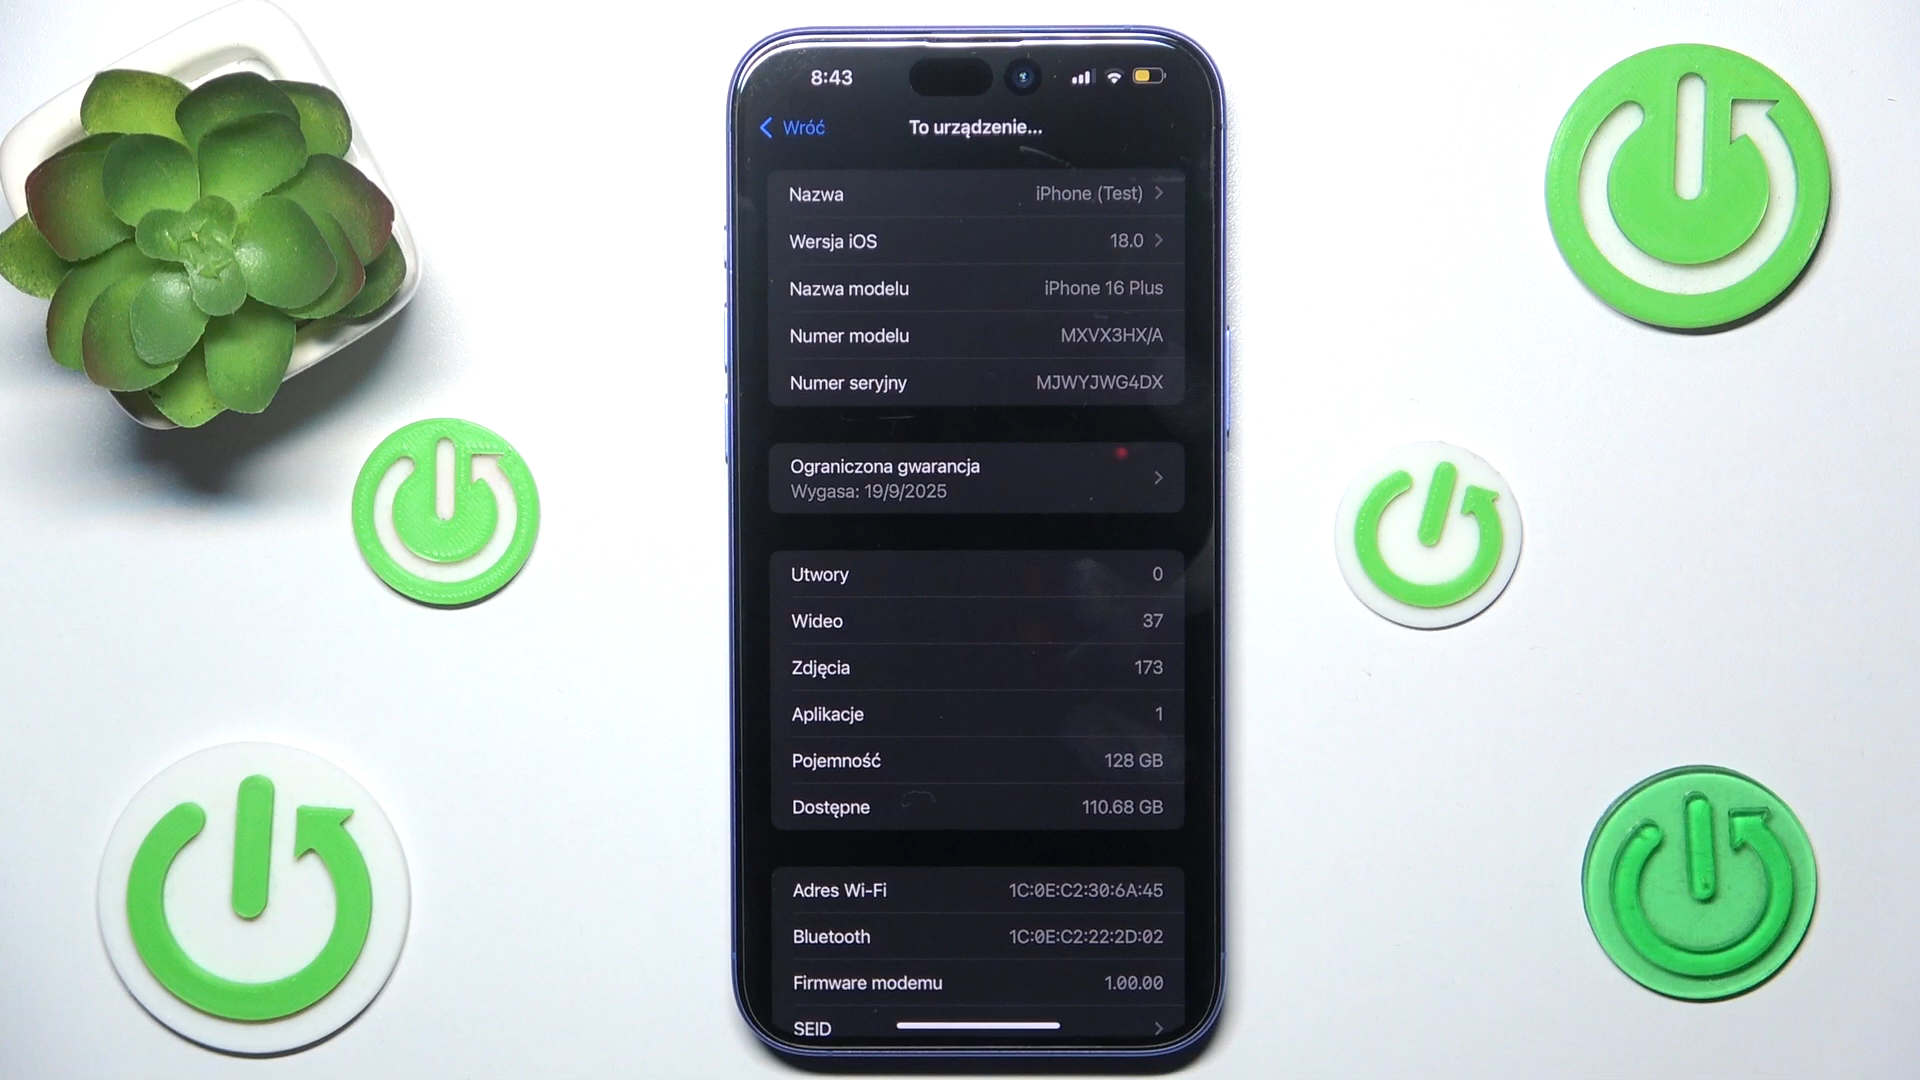 8:43
Wróć
To urządzenie...
Nazwa iPhone (Test)
Wersja iOS 18.0
Nazwa modelu iPhone 16 Plus
Numer modelu MXVX3HX/A
Numer seryjny MJWYJWG4DX
Ograniczona gwarancja
Wygasa: 19/9/2025
Utwory 0
Wideo 37
Zdjęcia 173
Aplikacje 1
Pojemność 128 GB
Dostępne 110.68 GB
Adres Wi-Fi 1C:0E:C2:30:6A:45
Bluetooth 1C:0E:C2:22:2D:02
Firmware modemu 1.00.00
SEID